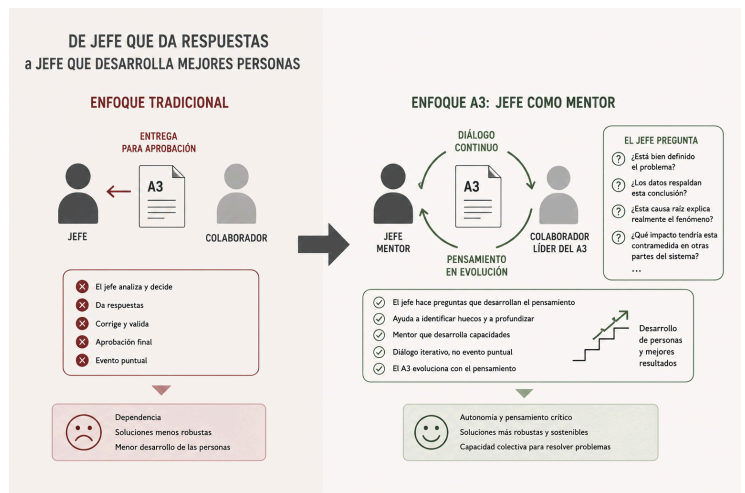 DE JEFE QUE DA RESPUESTAS
a JEFE QUE DESARROLLA MEJORES PERSONAS
ENFOQUE TRADICIONAL
ENTREGA
PARA APROBACIÓN
A3
JEFE
COLABORADOR
El jefe analiza y decide
Da respuestas
Corrige y valida
Aprobación final
Evento puntual
Dependencia
Soluciones menos robustas
Menor desarrollo de las personas
ENFOQUE A3: JEFE COMO MENTOR
DIÁLOGO
CONTINUO
A3
JEFE
MENTOR
COLABORADOR
LÍDER DEL A3
PENSAMIENTO
EN EVOLUCIÓN
EL JEFE PREGUNTA
¿Está bien definido
el problema?
¿Los datos respaldan
esta conclusión?
¿Esta causa raíz explica
realmente el fenómeno?
¿Qué impacto tendría esta
contramedida en otras
partes del sistema?
...
El jefe hace preguntas que desarrollan el pensamiento
Ayuda a identificar huecos y a profundizar
Mentor que desarrolla capacidades
Diálogo iterativo, no evento puntual
El A3 evoluciona con el pensamiento
Desarrollo
de personas
y mejores
resultados
Autonomía y pensamiento crítico
Soluciones más robustas y sostenibles
Capacidad colectiva para resolver problemas